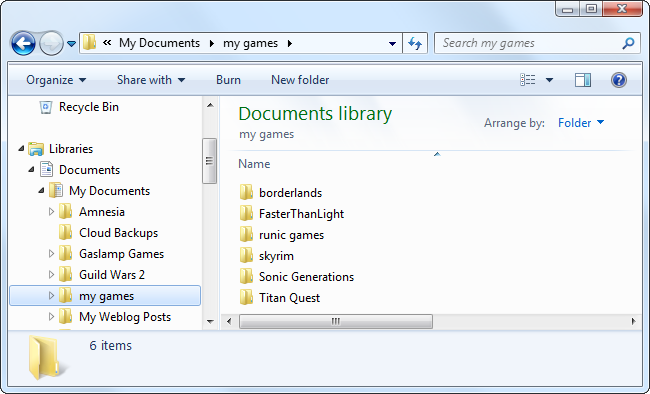 « My Documents ▸ my games ▸
Search my games
Organize Share with Burn New folder
Recycle Bin
Libraries
Documents
My Documents
Amnesia
Cloud Backups
Gaslamp Games
Guild Wars 2
my games
My Weblog Posts
Documents library
my games
Arrange by: Folder
Name
borderlands
FasterThanLight
runic games
skyrim
Sonic Generations
Titan Quest
6 items